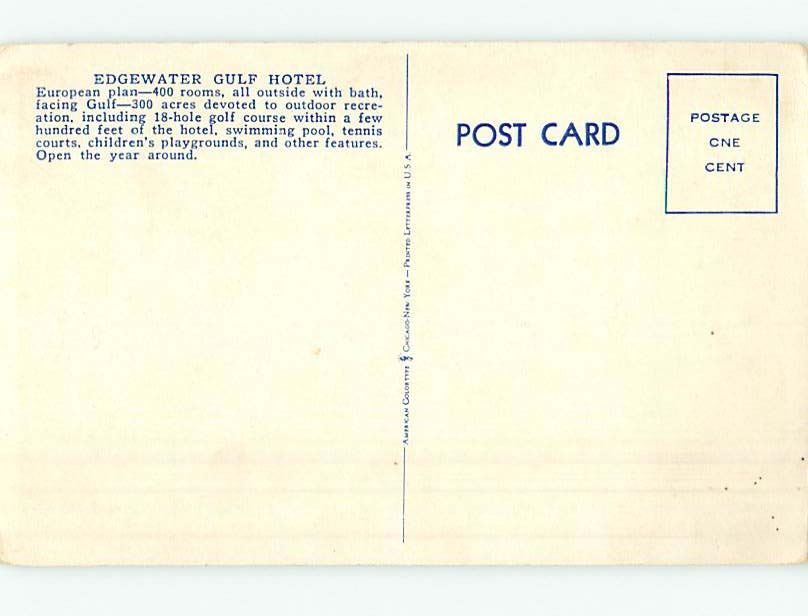 EDGEWATER GULF HOTEL
European plan—400 rooms, all outside with bath,
facing Gulf—300 acres devoted to outdoor recre-
ation, including 18-hole golf course within a few
hundred feet of the hotel, swimming pool, tennis
courts, children's playgrounds, and other features.
Open the year around.
AMERICAN COLORTYPE CHICAGO-NEW YORK — PRINTED LETTERPRESS IN U.S.A.
POST CARD
POSTAGE
CNE
CENT